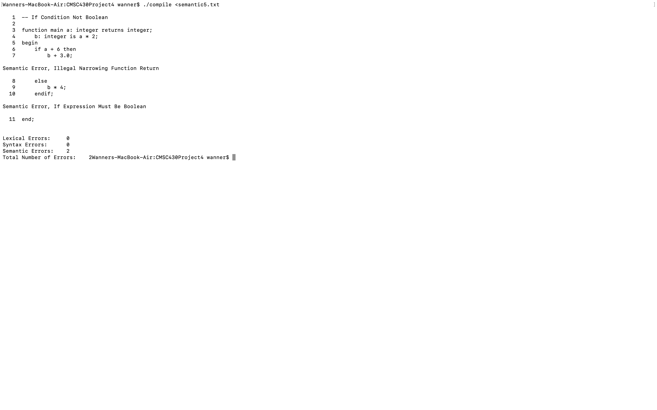 Wanners-MacBook-Air:CMSC430Project4 wanner$ ./compile <semantic5.txt
1 -- If Condition Not Boolean
2
3 function main a: integer returns integer;
4 b: integer is a * 2;
5 begin
6 if a + 6 then
7 b + 3.0;
Semantic Error, Illegal Narrowing Function Return
8 else
9 b * 4;
10 endif;
Semantic Error, If Expression Must Be Boolean
11 end;
Lexical Errors: 0
Syntax Errors: 0
Semantic Errors: 2
Total Number of Errors: 2Wanners-MacBook-Air:CMSC430Project4 wanner$